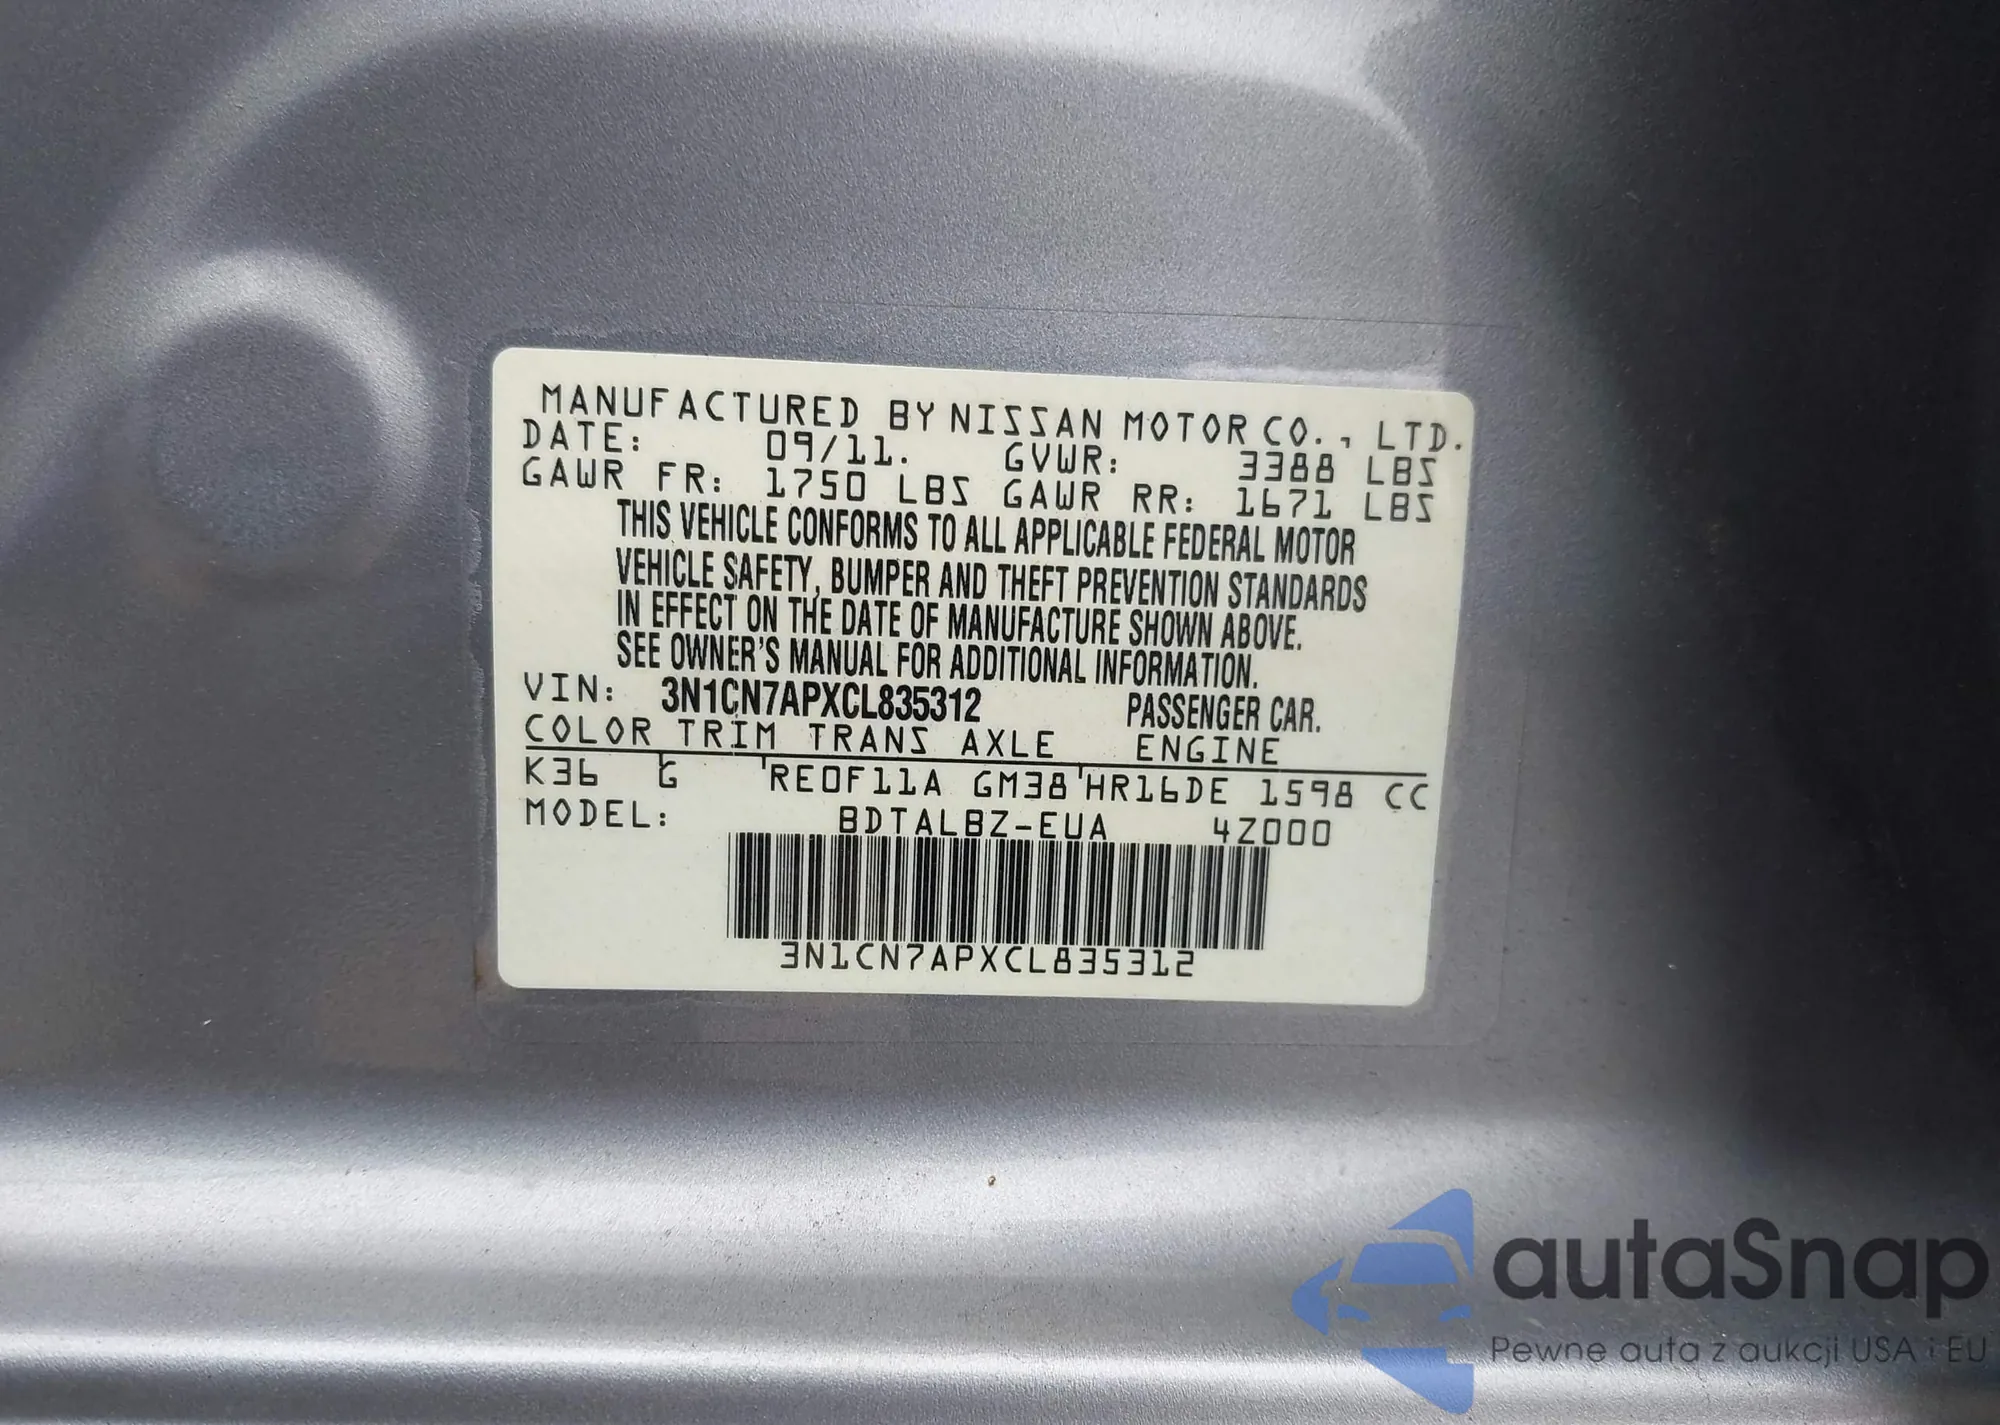 MANUFACTURED BY NISSAN MOTOR CO., LTD.
DATE: 09/11. GVWR: 3388 LBS
GAWR FR: 1750 LBS GAWR RR: 1671 LBS
THIS VEHICLE CONFORMS TO ALL APPLICABLE FEDERAL MOTOR
VEHICLE SAFETY, BUMPER AND THEFT PREVENTION STANDARDS
IN EFFECT ON THE DATE OF MANUFACTURE SHOWN ABOVE.
SEE OWNER'S MANUAL FOR ADDITIONAL INFORMATION.
VIN: 3N1CN7APXCL835312 PASSENGER CAR.
COLOR TRIM TRANS AXLE ENGINE
K36 G RE0F11A GM38 HR16DE 1598 CC
MODEL: BDTALBZ-EUA 4Z000
3N1CN7APXCL835312
autaSnap
Pewne auta z aukcji USA i EU